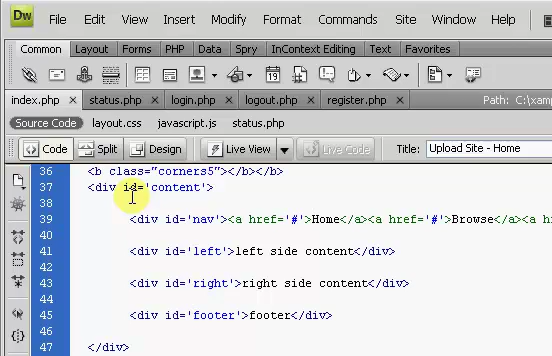 Dw File Edit View Insert Modify Format Commands Site Window Help
Common Layout Forms PHP Data Spry InContext Editing Text Favorites
19
index.php × status.php × login.php × logout.php × register.php × Path: C:\xam
Source Code layout.css javascript.js status.php
Code Split Design Live View Live Code Title: Upload Site - Home
36 <b class="corners5"></b></b>
37 <div id='content'>
38
39 <div id='nav'><a href='#'>Home</a><a href='#'>Browse</a><a h
40
41 <div id='left'>left side content</div>
42
43 <div id='right'>right side content</div>
44
45 <div id='footer'>footer</div>
46
47 </div>